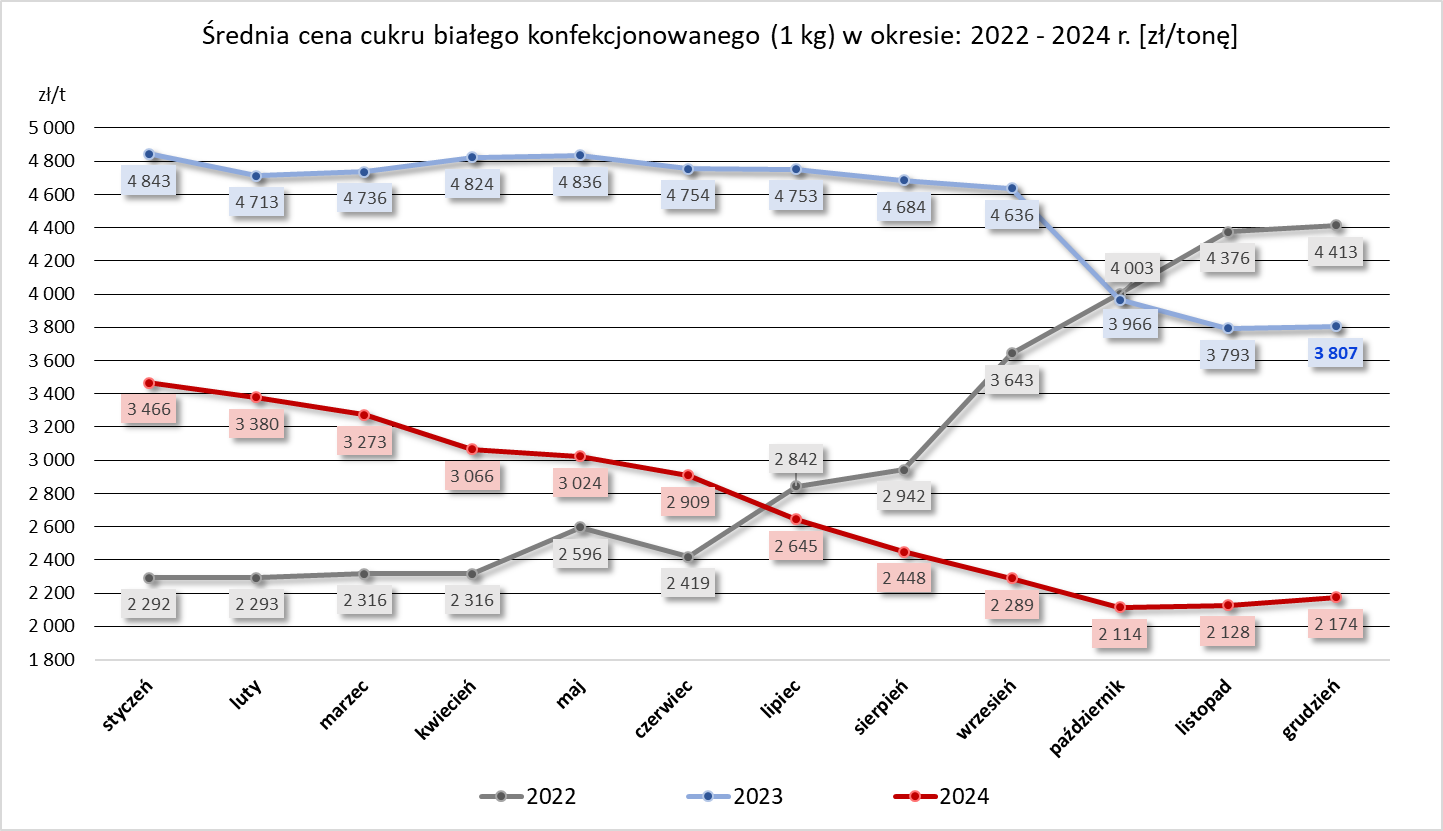 Średnia cena cukru białego konfekcjonowanego (1 kg) w okresie: 2022 - 2024 r. [zł/tonę]
zł/t
5 000
4 800
4 600
4 400
4 200
4 000
3 800
3 600
3 400
3 200
3 000
2 800
2 600
2 400
2 200
2 000
1 800
4 843 4 713 4 736 4 824 4 836 4 754 4 753 4 684 4 636 3 966 3 793 3 807
2 292 2 293 2 316 2 316 2 596 2 419 2 842 2 942 3 643 4 003 4 376 4 413
3 466 3 380 3 273 3 066 3 024 2 909 2 645 2 448 2 289 2 114 2 128 2 174
styczeń luty marzec kwiecień maj czerwiec lipiec sierpień wrzesień październik listopad grudzień
2022 2023 2024